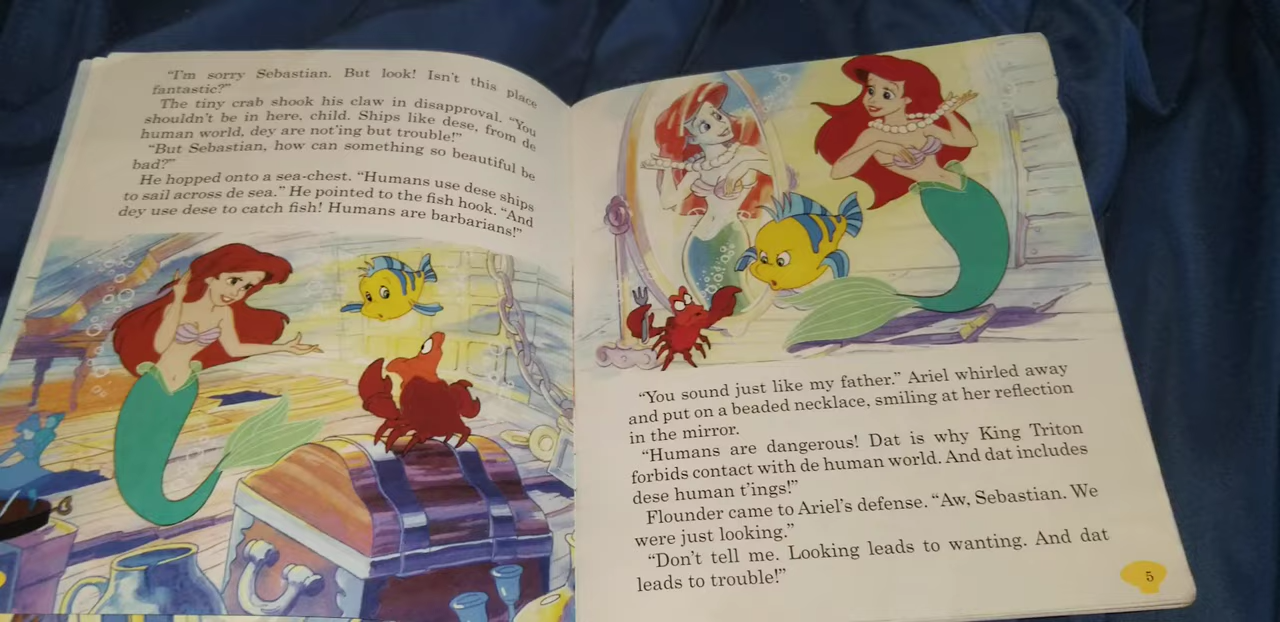 "I'm sorry Sebastian. But look! Isn't this place
fantastic?"
The tiny crab shook his claw in disapproval. "You
shouldn't be in here, child. Ships like dese, from de
human world, dey are not'ing but trouble!"
"But Sebastian, how can something so beautiful be
bad?"
He hopped onto a sea-chest. "Humans use dese ships
to sail across de sea." He pointed to the fish hook. "And
dey use dese to catch fish! Humans are barbarians!"
"You sound just like my father." Ariel whirled away
and put on a beaded necklace, smiling at her reflection
in the mirror.
"Humans are dangerous! Dat is why King Triton
forbids contact with de human world. And dat includes
dese human t'ings!"
Flounder came to Ariel's defense. "Aw, Sebastian. We
were just looking."
"Don't tell me. Looking leads to wanting. And dat
leads to trouble!"
5